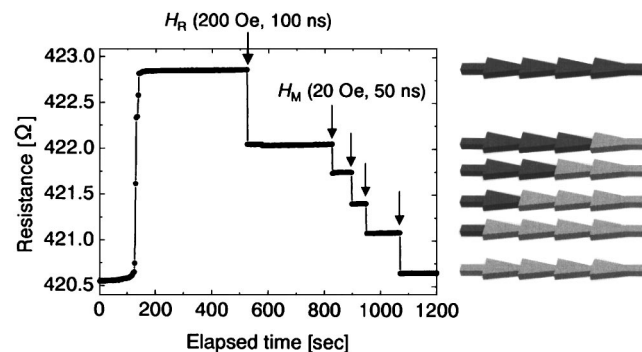 H_R (200 Oe, 100 ns)
H_M (20 Oe, 50 ns)
Resistance [Ω]
423.0
422.5
422.0
421.5
421.0
420.5
0 200 400 600 800 1000 1200
Elapsed time [sec]